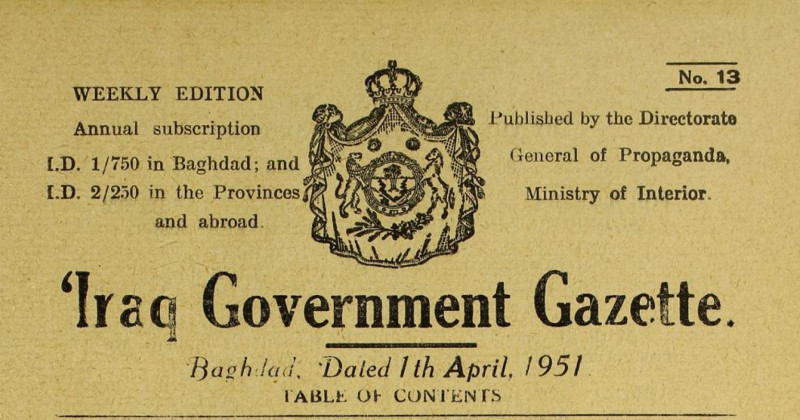 No. 13
WEEKLY EDITION
Annual subscription
I.D. 1/750 in Baghdad; and
I.D. 2/250 in the Provinces
and abroad.
Published by the Directorate
General of Propaganda,
Ministry of Interior.
'Iraq Government Gazette.
Baghdad, Dated 1th April, 1951
TABLE OF CONTENTS